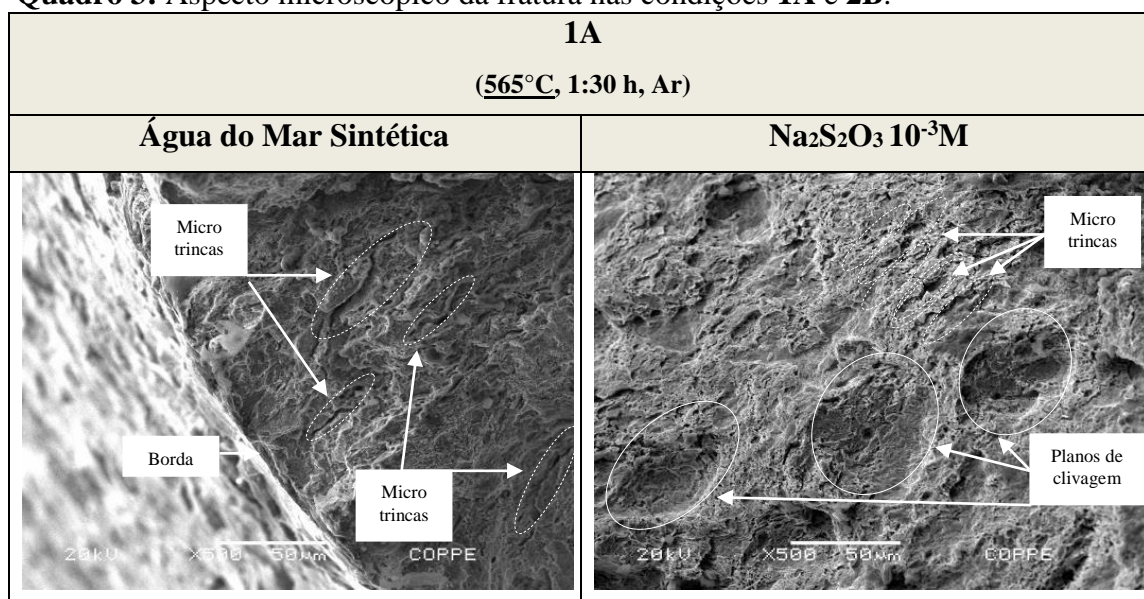 Quadro 3: Aspecto microscópico da fratura nas condições 1A e 2B.
1A
(565°C, 1:30 h, Ar)
Água do Mar Sintética
Na₂S₂O₃ 10⁻³M
Micro
trincas
Borda
Micro
trincas
20kU X500 50µm COPPE
Micro
trincas
Planos de
clivagem
20kU X500 50µm COPPE